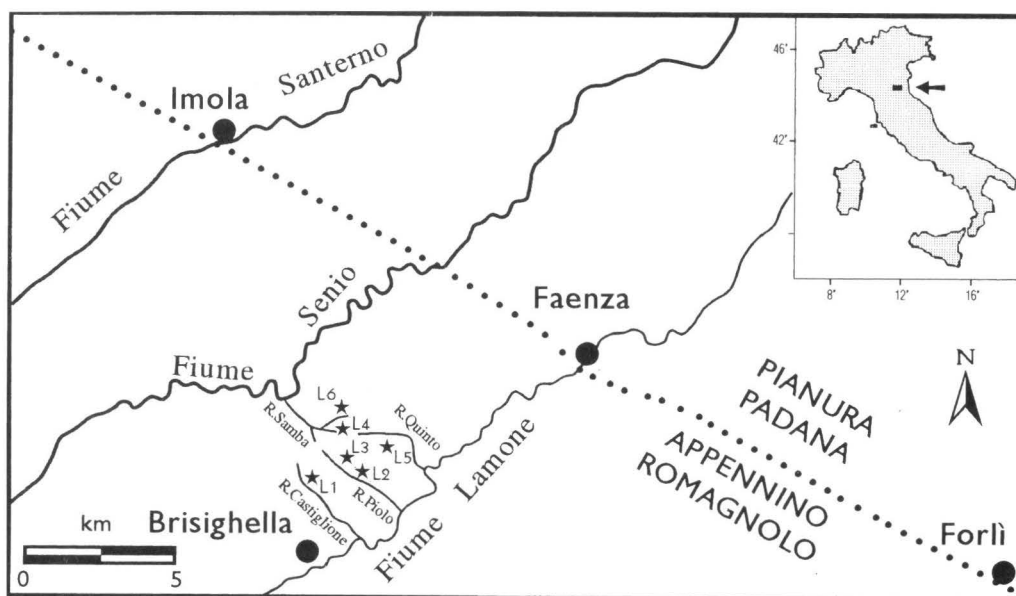 46°
42°
8°
12°
16°
Imola
Fiume Santerno
Fiume Senio
Faenza
PIANURA
PADANA
APPENNINO
ROMAGNOLO
N
L6
L4
R.Samba
R.Quinto
L3
L5
L2
L1
R.Piolo
R.Castiglione
Fiume Lamone
Brisighella
Forlì
km
0
5